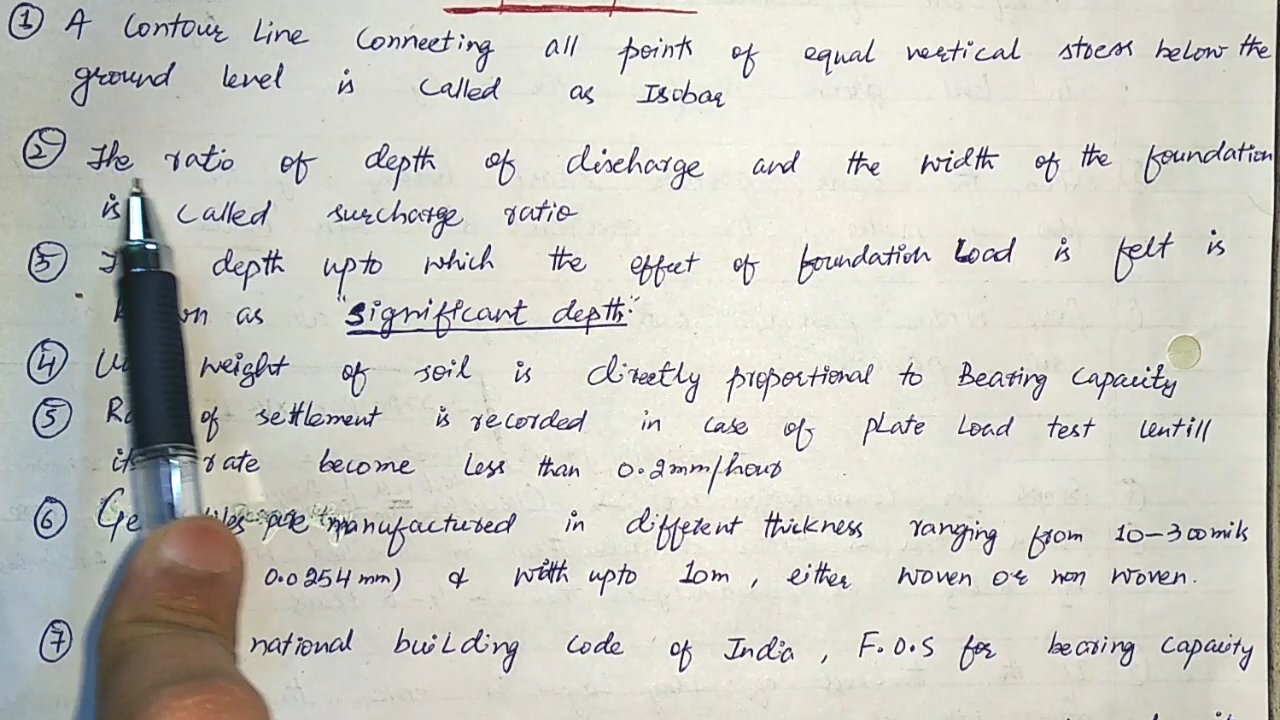 ① A Contour Line Connecting all points of equal vertical stress below the
ground level is called as Isobar
② The ratio of depth of discharge and the width of the foundation
is called surcharge ratio
③ depth upto which the effect of foundation Load is felt is
as "significant depth"
④ weight of soil is directly proportional to Bearing Capacity
⑤ of settlement is recorded in case of plate Load test untill
rate become Less than 0.2mm/hour
⑥ are manufactured in different thickness ranging from 10-300 mils
0.0254 mm) & width upto 10m, either woven or non woven.
⑦ national building code of India, F.O.S for bearing capacity